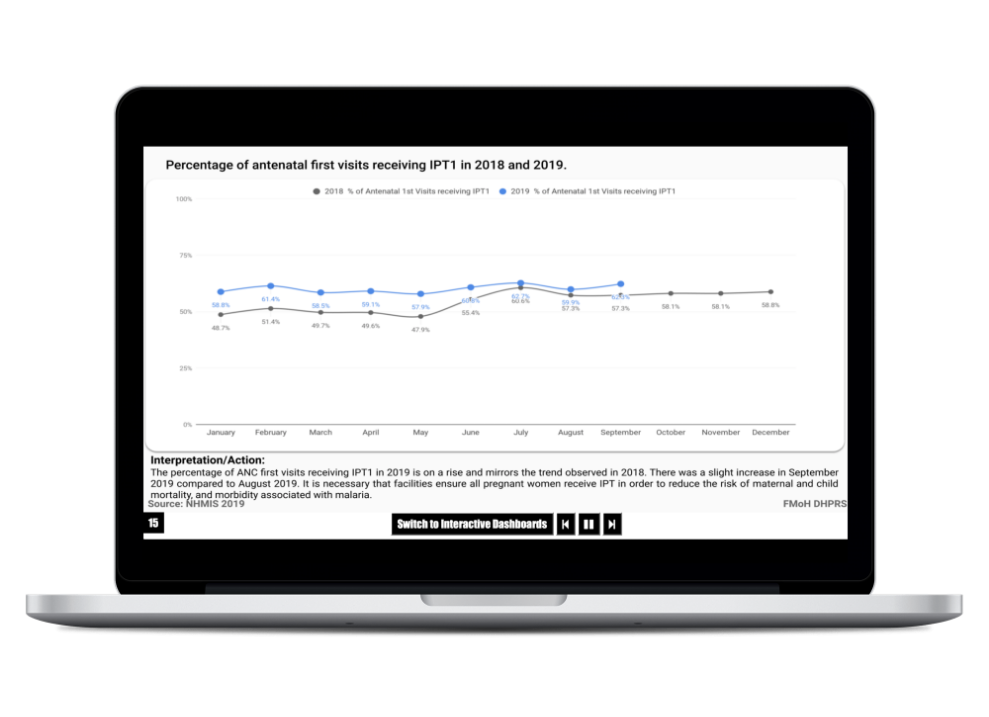 Percentage of antenatal first visits receiving IPT1 in 2018 and 2019.
2018 % of Antenatal 1st Visits receiving IPT1 2019 % of Antenatal 1st Visits receiving IPT1
100%
75%
58.8% 61.4% 58.5% 59.1% 57.9% 62.7% 59.9%
50%
48.7% 51.4% 49.7% 49.6% 47.9% 55.4% 60.6% 57.3% 57.3% 58.1% 58.1% 58.8%
25%
0%
January February March April May June July August September October November December
Interpretation/Action:
The percentage of ANC first visits receiving IPT1 in 2019 is on a rise and mirrors the trend observed in 2018. There was a slight increase in September
2019 compared to August 2019. It is necessary that facilities ensure all pregnant women receive IPT in order to reduce the risk of maternal and child
mortality, and morbidity associated with malaria.
Source: NHMIS 2019 FMoH DHPRS
15 Switch to Interactive Dashboards